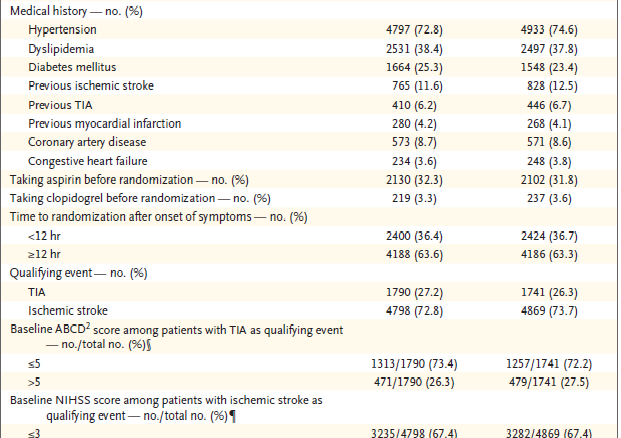 Medical history — no. (%)
Hypertension 4797 (72.8) 4933 (74.6)
Dyslipidemia 2531 (38.4) 2497 (37.8)
Diabetes mellitus 1664 (25.3) 1548 (23.4)
Previous ischemic stroke 765 (11.6) 828 (12.5)
Previous TIA 410 (6.2) 446 (6.7)
Previous myocardial infarction 280 (4.2) 268 (4.1)
Coronary artery disease 573 (8.7) 571 (8.6)
Congestive heart failure 234 (3.6) 248 (3.8)
Taking aspirin before randomization — no. (%) 2130 (32.3) 2102 (31.8)
Taking clopidogrel before randomization — no. (%) 219 (3.3) 237 (3.6)
Time to randomization after onset of symptoms — no. (%)
<12 hr 2400 (36.4) 2424 (36.7)
≥12 hr 4188 (63.6) 4186 (63.3)
Qualifying event — no. (%)
TIA 1790 (27.2) 1741 (26.3)
Ischemic stroke 4798 (72.8) 4869 (73.7)
Baseline ABCD² score among patients with TIA as qualifying event
— no./total no. (%)§
≤5 1313/1790 (73.4) 1257/1741 (72.2)
>5 471/1790 (26.3) 479/1741 (27.5)
Baseline NIHSS score among patients with ischemic stroke as
qualifying event — no./total no. (%)¶
≤3 3235/4798 (67.4) 3282/4869 (67.4)